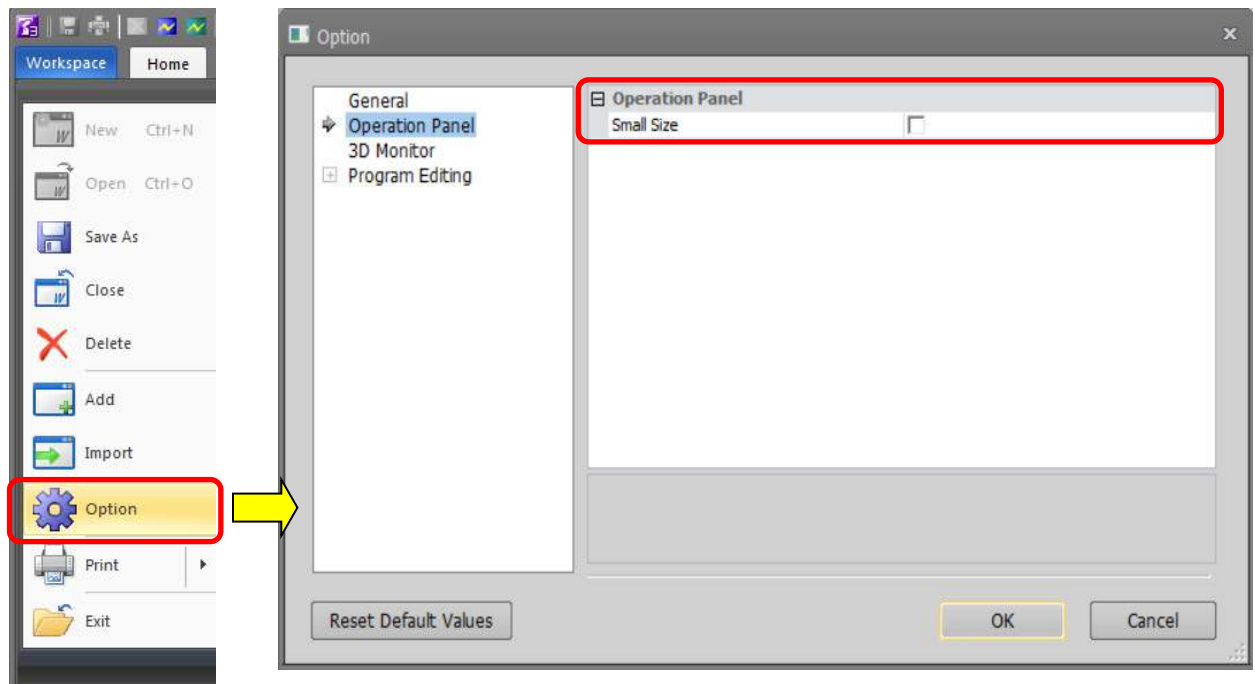 Workspace Home
New Ctrl+N
Open Ctrl+O
Save As
Close
Delete
Add
Import
Option
Print
Exit
Option
General
Operation Panel
3D Monitor
Program Editing
Operation Panel
Small Size
Reset Default Values
OK
Cancel